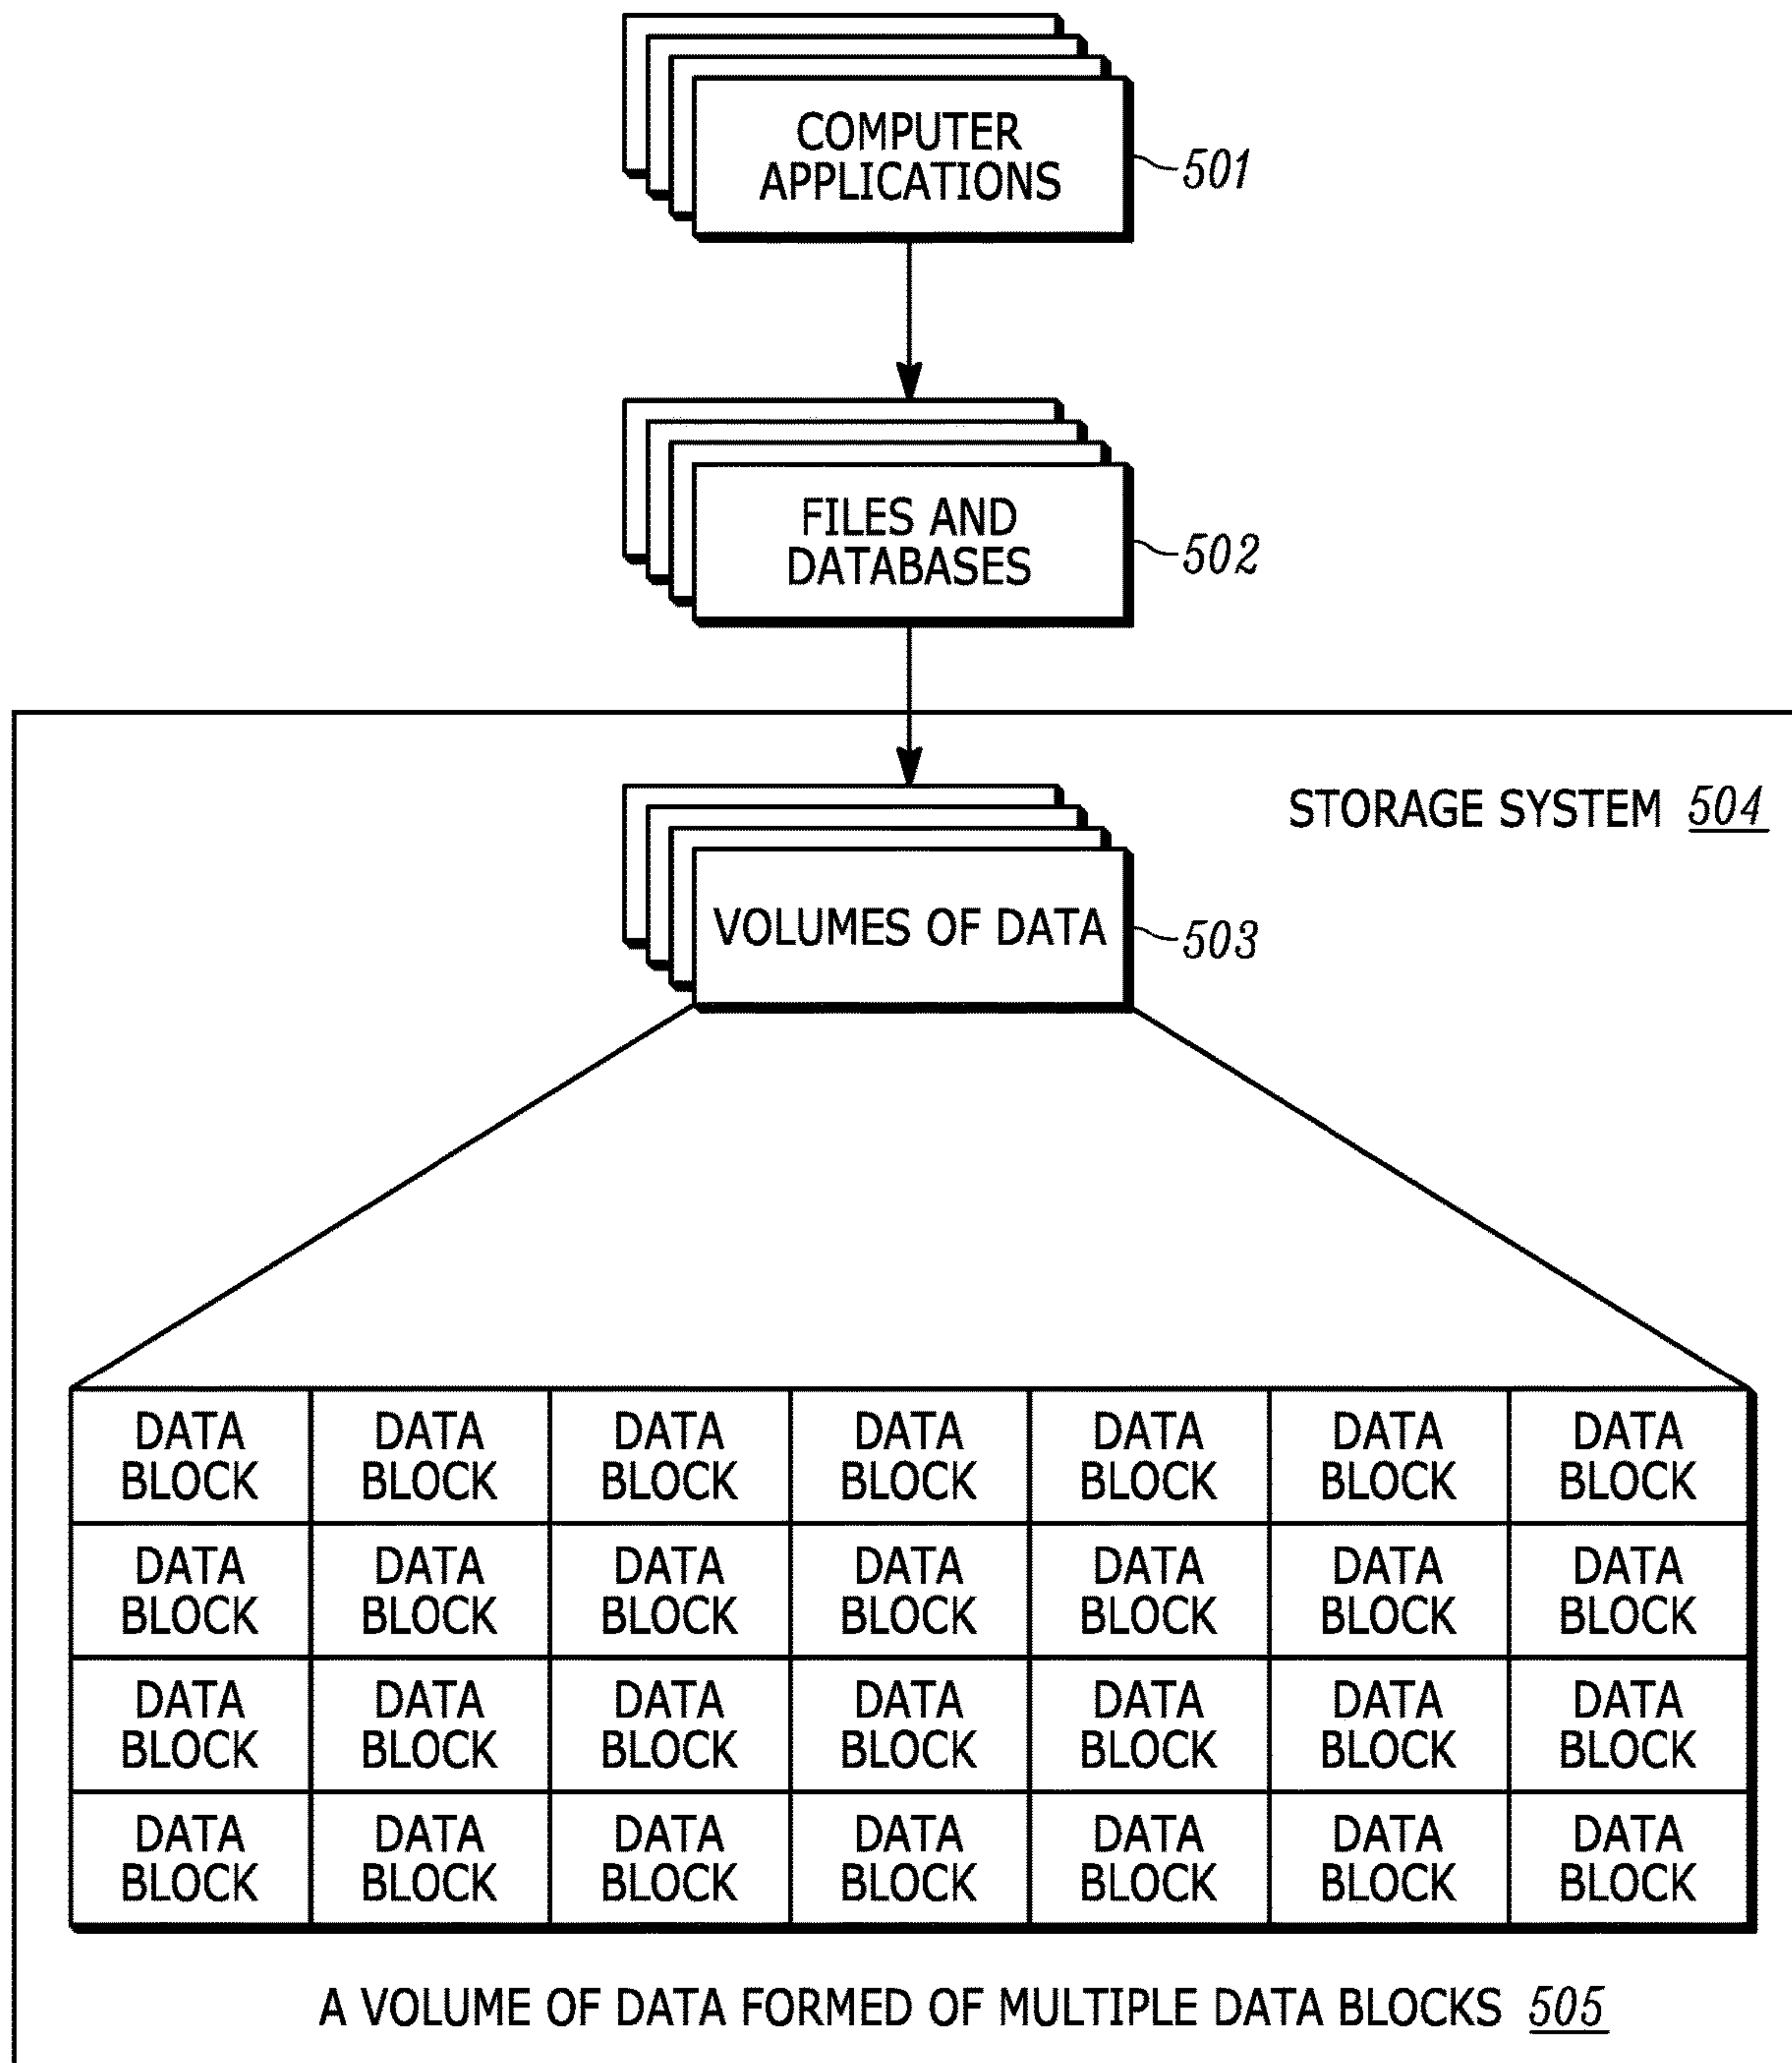 COMPUTER
APPLICATIONS
501
FILES AND
DATABASES
502
STORAGE SYSTEM 504
VOLUMES OF DATA
503
DATA DATA DATA DATA DATA DATA DATA
BLOCK BLOCK BLOCK BLOCK BLOCK BLOCK BLOCK
DATA DATA DATA DATA DATA DATA DATA
BLOCK BLOCK BLOCK BLOCK BLOCK BLOCK BLOCK
DATA DATA DATA DATA DATA DATA DATA
BLOCK BLOCK BLOCK BLOCK BLOCK BLOCK BLOCK
DATA DATA DATA DATA DATA DATA DATA
BLOCK BLOCK BLOCK BLOCK BLOCK BLOCK BLOCK
A VOLUME OF DATA FORMED OF MULTIPLE DATA BLOCKS 505